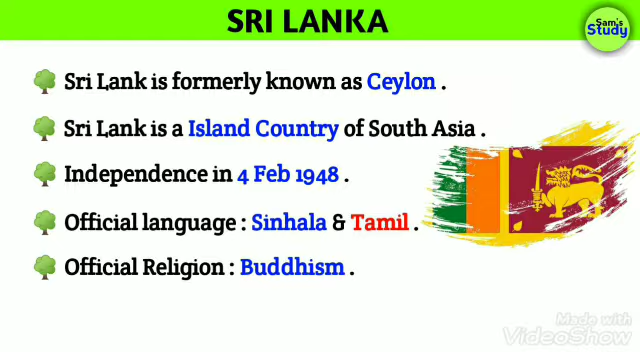 SRI LANKA
Sam's
Study
Sri Lank is formerly known as Ceylon .
Sri Lank is a Island Country of South Asia .
Independence in 4 Feb 1948 .
Official language : Sinhala & Tamil .
Official Religion : Buddhism .
Made with
VideoShow